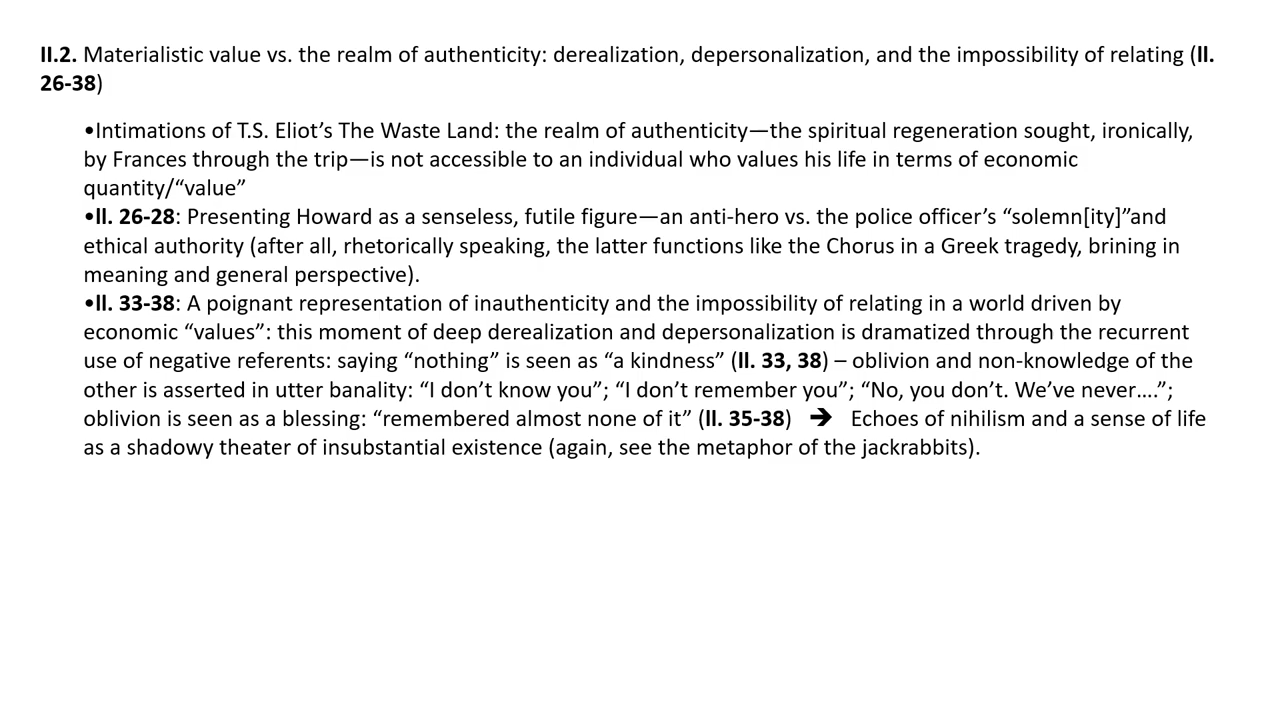 II.2. Materialistic value vs. the realm of authenticity: derealization, depersonalization, and the impossibility of relating (ll.
26-38)
•Intimations of T.S. Eliot’s The Waste Land: the realm of authenticity—the spiritual regeneration sought, ironically,
by Frances through the trip—is not accessible to an individual who values his life in terms of economic
quantity/“value”
•ll. 26-28: Presenting Howard as a senseless, futile figure—an anti-hero vs. the police officer’s “solemn[ity]”and
ethical authority (after all, rhetorically speaking, the latter functions like the Chorus in a Greek tragedy, brining in
meaning and general perspective).
•ll. 33-38: A poignant representation of inauthenticity and the impossibility of relating in a world driven by
economic “values”: this moment of deep derealization and depersonalization is dramatized through the recurrent
use of negative referents: saying “nothing” is seen as “a kindness” (ll. 33, 38) – oblivion and non-knowledge of the
other is asserted in utter banality: “I don’t know you”; “I don’t remember you”; “No, you don’t. We’ve never….”;
oblivion is seen as a blessing: “remembered almost none of it” (ll. 35-38) ➔ Echoes of nihilism and a sense of life
as a shadowy theater of insubstantial existence (again, see the metaphor of the jackrabbits).